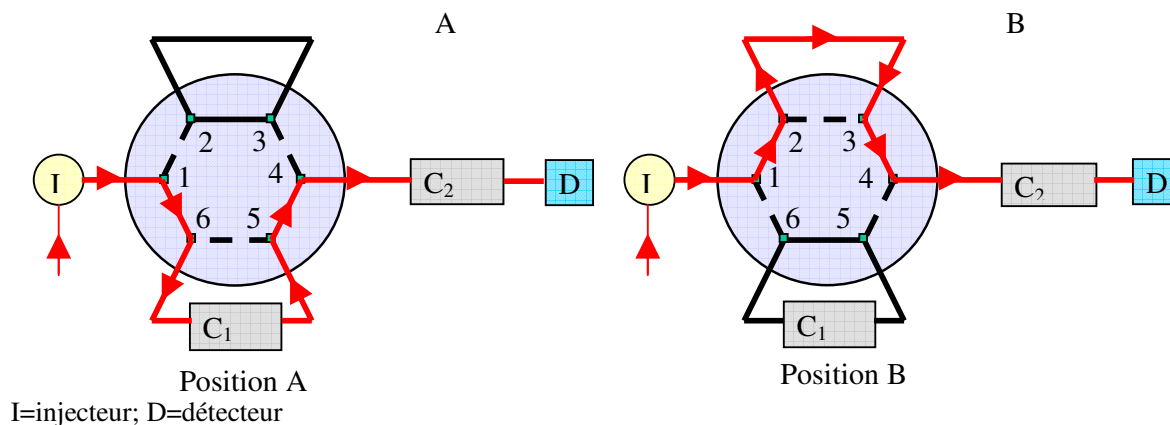 A
B
2
3
2
3
I
1
4
C₂
D
I
1
4
C₂
D
6
5
6
5
C₁
C₁
Position A
Position B
I=injecteur; D=détecteur